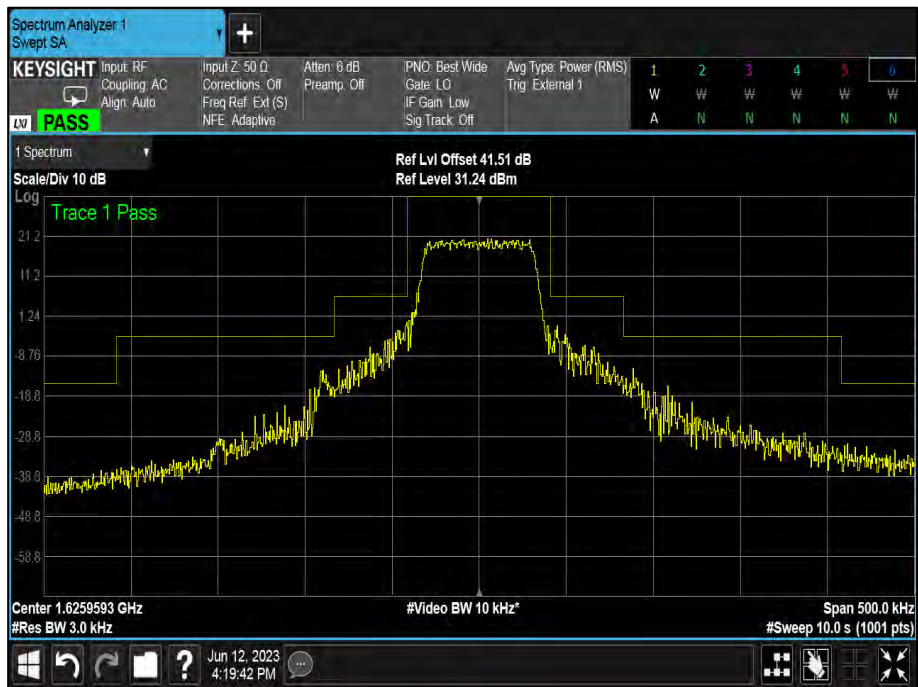 Spectrum Analyzer 1
Swept SA
+
KEYSIGHT Input: RF Input Z: 50 Ω Atten: 6 dB PNO: Best Wide Avg Type: Power (RMS) 1 2 3 4 5 6
Coupling: AC Corrections: Off Preamp: Off Gate: LO Trig: External 1 W W W W W W
Align: Auto Freq Ref: Ext (S) IF Gain: Low
LXI PASS NFE: Adaptive Sig Track: Off A N N N N N
1 Spectrum
Ref Lvl Offset 41.51 dB
Scale/Div 10 dB Ref Level 31.24 dBm
Log
Trace 1 Pass
21.2
11.2
1.24
-8.76
-18.8
-28.8
-38.8
-48.8
-58.8
Center 1.6259593 GHz #Video BW 10 kHz* Span 500.0 kHz
#Res BW 3.0 kHz #Sweep 10.0 s (1001 pts)
? Jun 12, 2023
4:19:42 PM